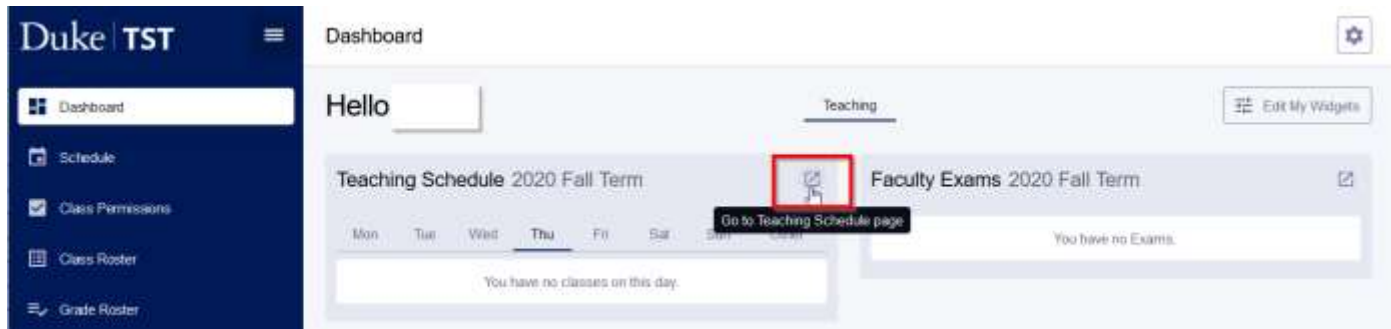 Duke TST
Dashboard
Dashboard
Hello
Teaching
Edit My Widgets
Schedule
Class Permissions
Class Roster
Grade Roster
Teaching Schedule 2020 Fall Term
Go to Teaching Schedule page
Mon Tue Wed Thu Fri Sat Sun Other
You have no classes on this day.
Faculty Exams 2020 Fall Term
You have no Exams.